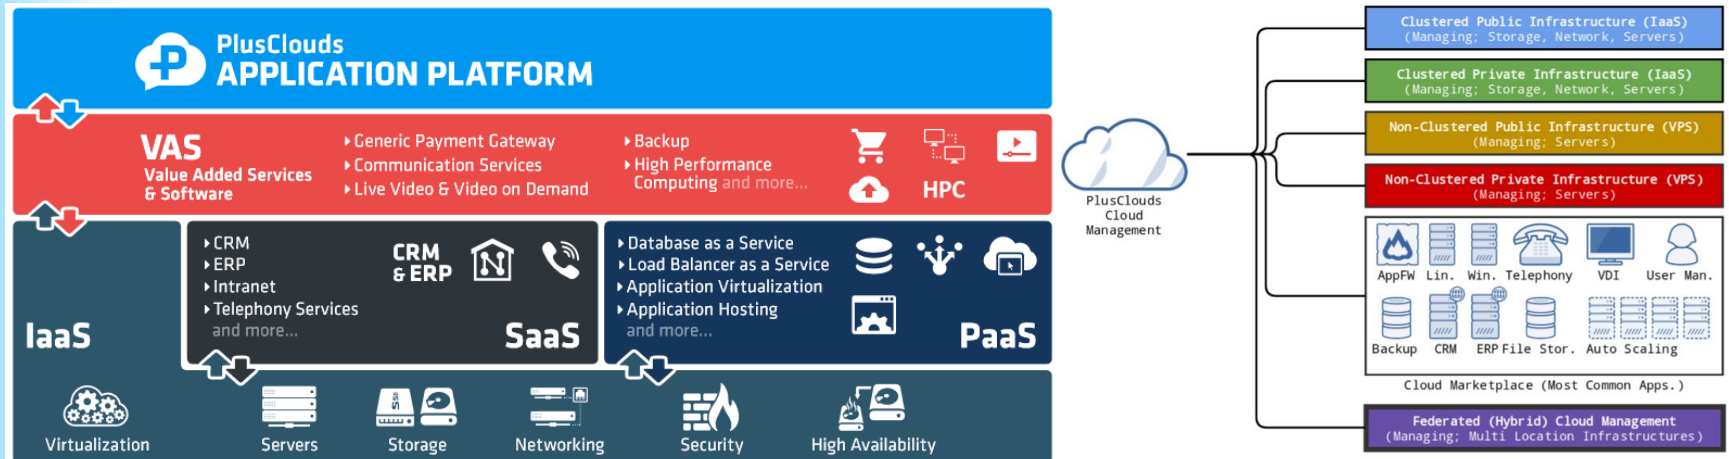 PlusClouds
APPLICATION PLATFORM
VAS
Value Added Services
& Software
Generic Payment Gateway
Communication Services
Live Video & Video on Demand
Backup
High Performance
Computing and more...
HPC
IaaS
CRM
ERP
Intranet
Telephony Services
and more...
CRM
& ERP
SaaS
Database as a Service
Load Balancer as a Service
Application Virtualization
Application Hosting
and more...
PaaS
Virtualization
Servers
SSD
Storage
Networking
Security
High Availability
PlusClouds
Cloud
Management
Clustered Public Infrastructure (IaaS)
(Managing; Storage, Network, Servers)
Clustered Private Infrastructure (IaaS)
(Managing; Storage, Network, Servers)
Non-Clustered Public Infrastructure (VPS)
(Managing; Servers)
Non-Clustered Private Infrastructure (VPS)
(Managing; Servers)
AppFW Lin. Win. Telephony VDI User Man.
Backup CRM ERP File Stor. Auto Scaling
Cloud Marketplace (Most Common Apps.)
Federated (Hybrid) Cloud Management
(Managing; Multi Location Infrastructures)